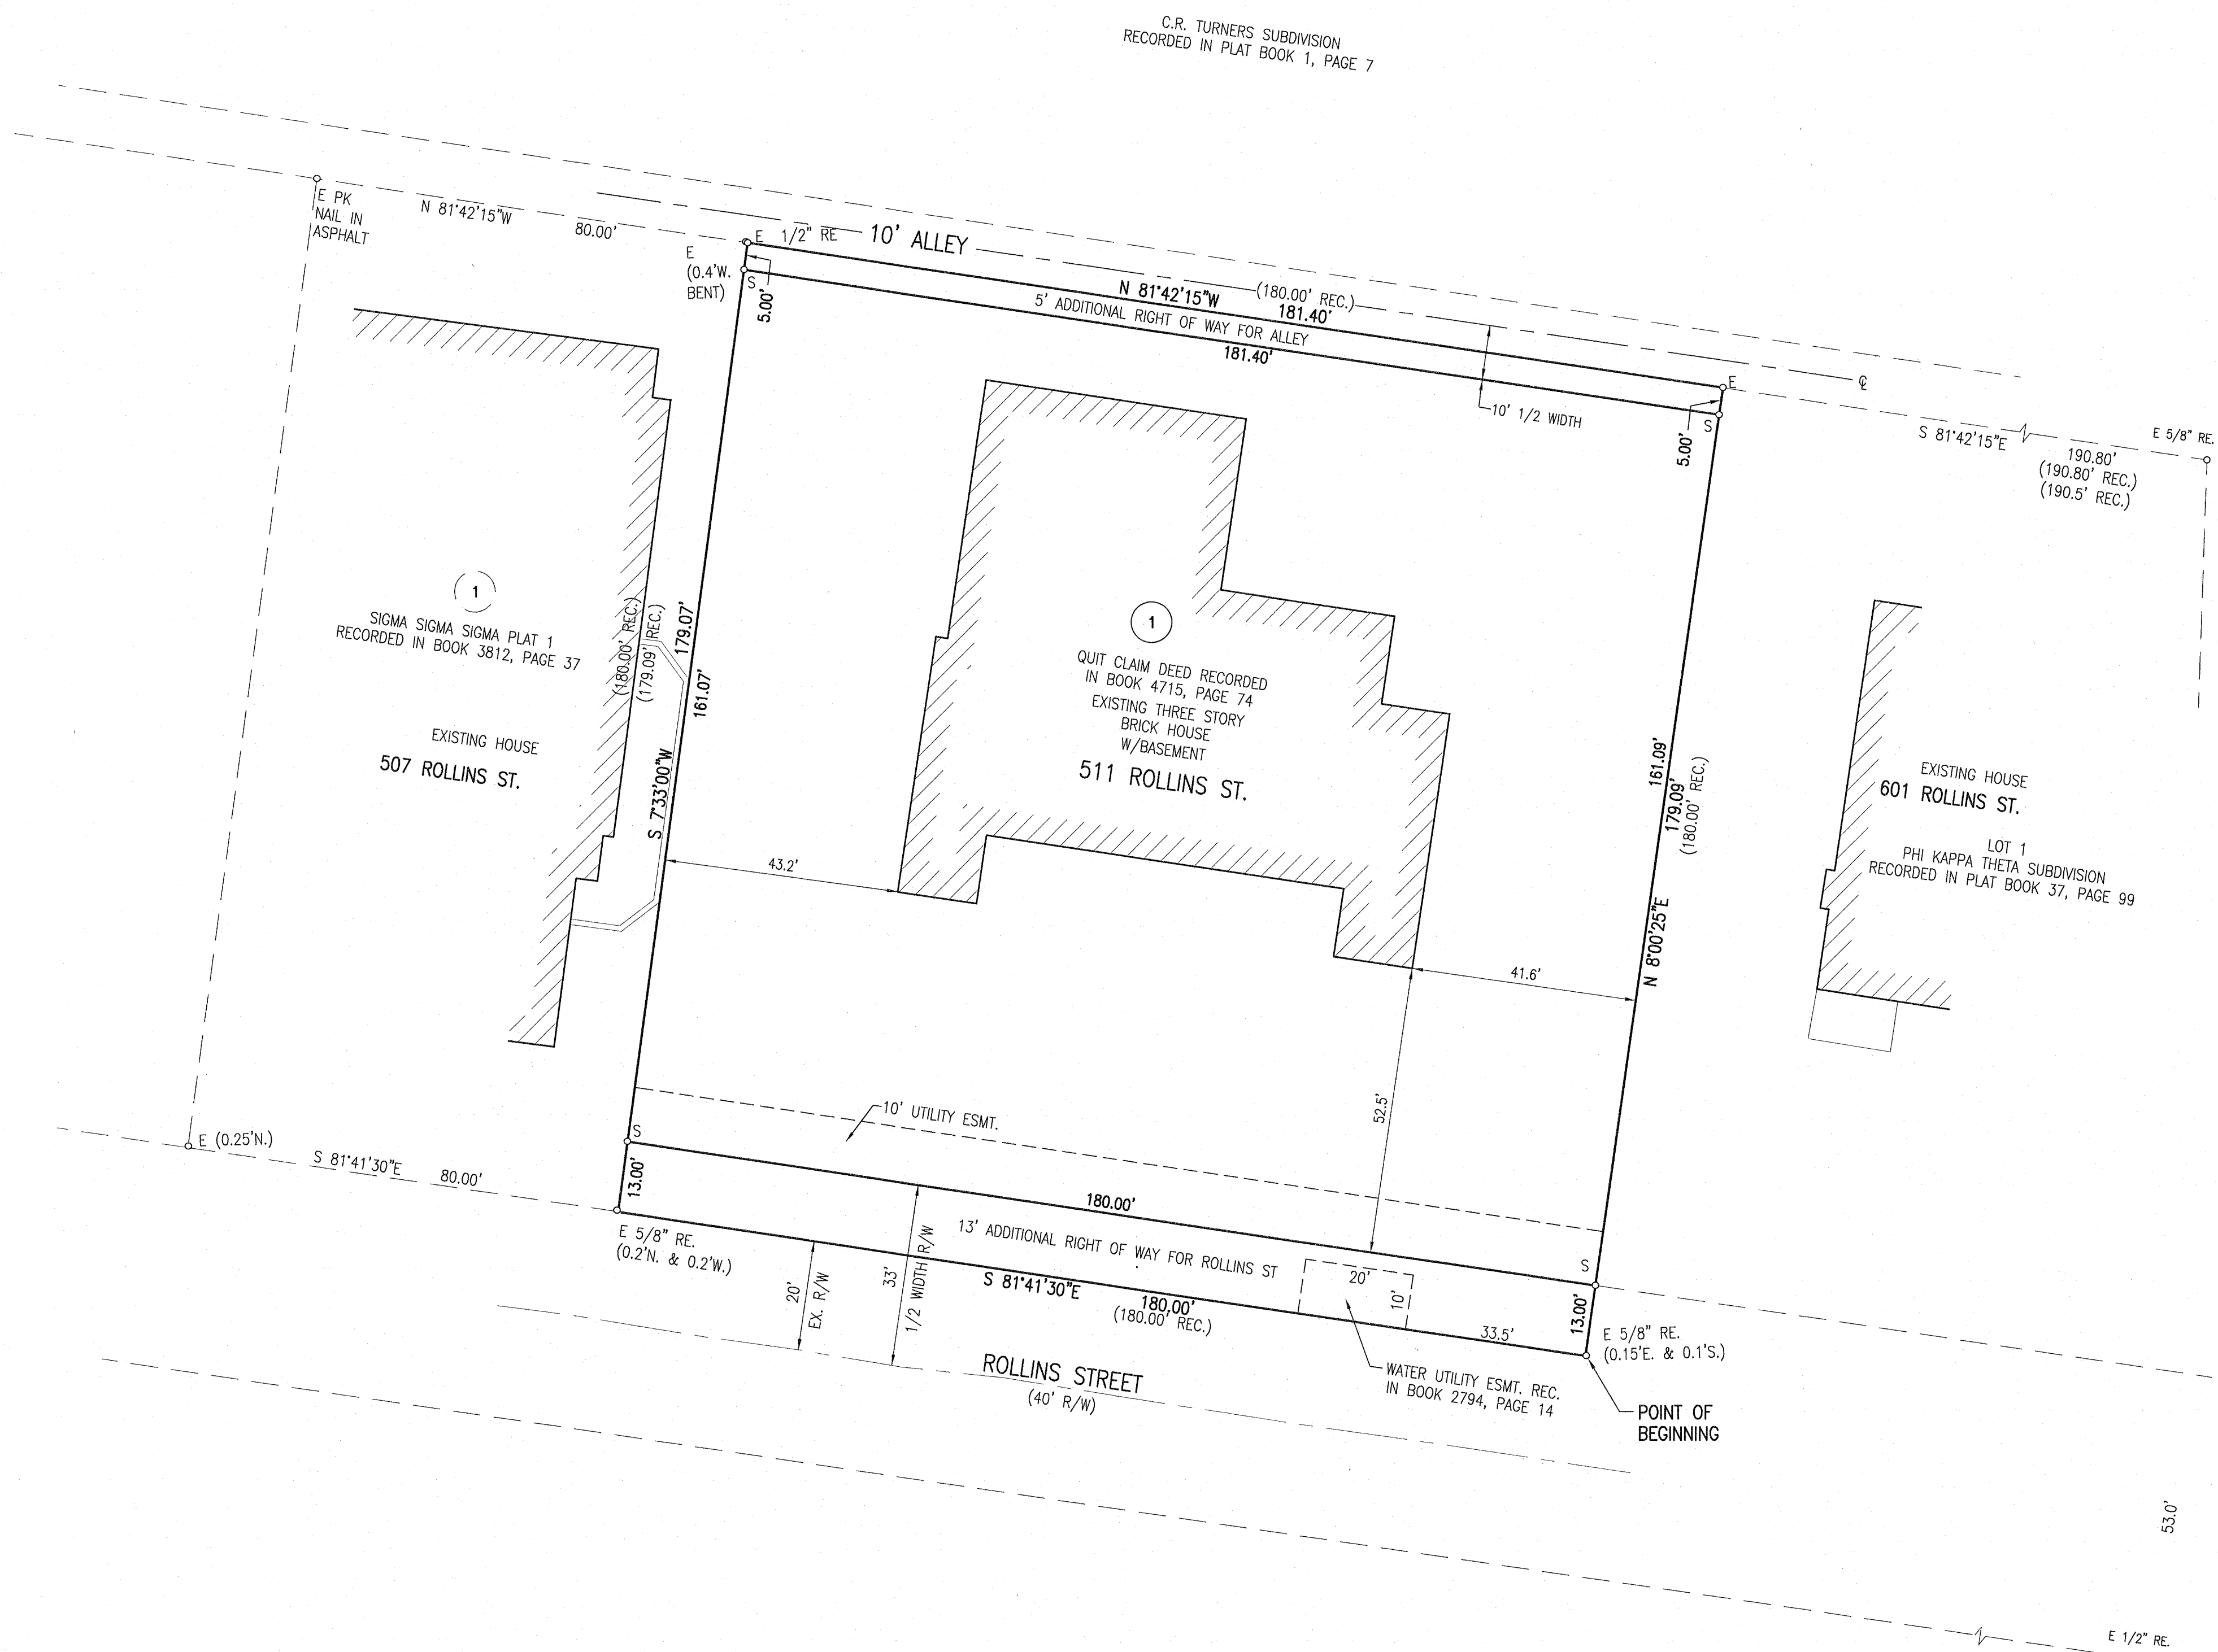 C.R. TURNERS SUBDIVISION
RECORDED IN PLAT BOOK 1, PAGE 7
E PK
NAIL IN
ASPHALT
N 81°42'15"W
80.00'
E
(0.4'W.
BENT)
E 1/2" RE
10' ALLEY
S
5.00'
N 81°42'15"W
(180.00' REC.)
181.40'
5' ADDITIONAL RIGHT OF WAY FOR ALLEY
181.40'
10' 1/2 WIDTH
℄
E
S
5.00'
S 81°42'15"E
190.80'
(190.80' REC.)
(190.5' REC.)
E 5/8" RE.
1
SIGMA SIGMA SIGMA PLAT 1
RECORDED IN BOOK 3812, PAGE 37
EXISTING HOUSE
507 ROLLINS ST.
(180.00' REC.)
(179.09' REC.)
179.07'
161.07'
S 7°33'00"W
1
QUIT CLAIM DEED RECORDED
IN BOOK 4715, PAGE 74
EXISTING THREE STORY
BRICK HOUSE
W/BASEMENT
511 ROLLINS ST.
43.2'
41.6'
52.5'
161.09'
179.09'
(180.00' REC.)
N 8°00'25"E
EXISTING HOUSE
601 ROLLINS ST.
LOT 1
PHI KAPPA THETA SUBDIVISION
RECORDED IN PLAT BOOK 37, PAGE 99
E (0.25'N.)
S 81°41'30"E
80.00'
S
13.00'
10' UTILITY ESMT.
180.00'
13' ADDITIONAL RIGHT OF WAY FOR ROLLINS ST
E 5/8" RE.
(0.2'N. & 0.2'W.)
20'
EX. R/W
33'
1/2 WIDTH R/W
S 81°41'30"E
180.00'
(180.00' REC.)
20'
10'
33.5'
S
13.00'
E 5/8" RE.
(0.15'E. & 0.1'S.)
ROLLINS STREET
(40' R/W)
WATER UTILITY ESMT. REC.
IN BOOK 2794, PAGE 14
POINT OF
BEGINNING
53.0'
E 1/2" RE.